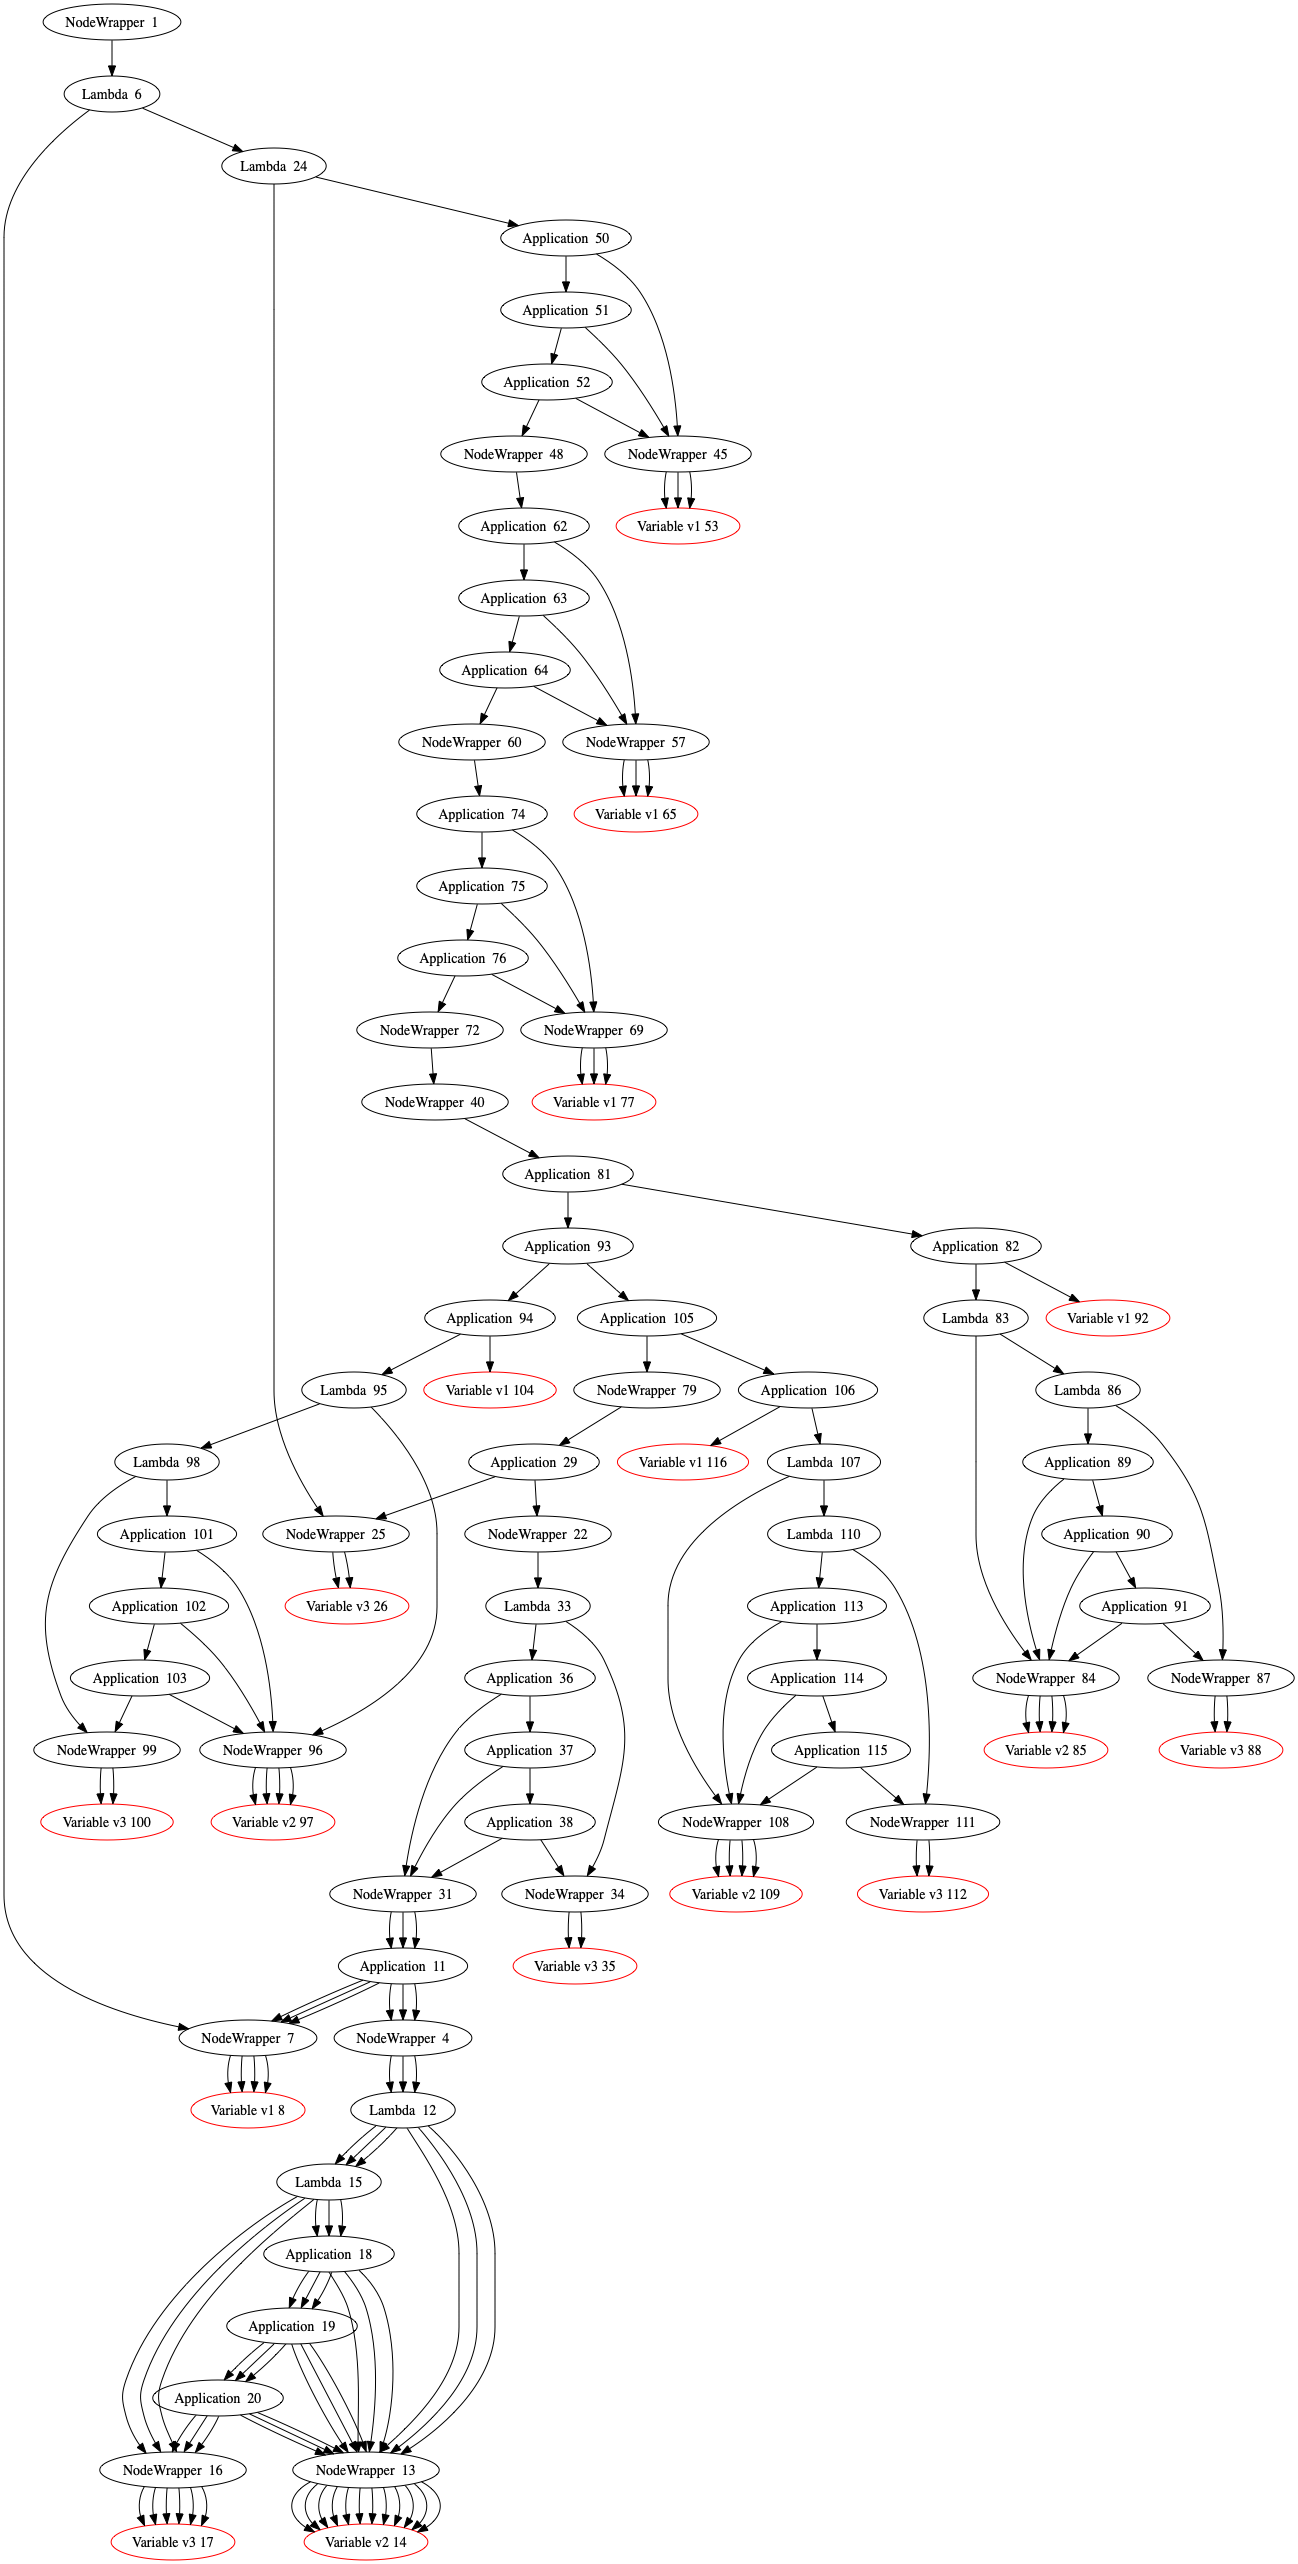 NodeWrapper 1
Lambda 6
Lambda 24
Application 50
Application 51
Application 52
NodeWrapper 48
NodeWrapper 45
Application 62
Variable v1 53
Application 63
Application 64
NodeWrapper 60
NodeWrapper 57
Application 74
Variable v1 65
Application 75
Application 76
NodeWrapper 72
NodeWrapper 69
NodeWrapper 40
Variable v1 77
Application 81
Application 93
Application 82
Application 94
Application 105
Lambda 83
Variable v1 92
Lambda 95
Variable v1 104
NodeWrapper 79
Application 106
Lambda 86
Lambda 98
Application 29
Variable v1 116
Lambda 107
Application 89
Application 101
NodeWrapper 25
NodeWrapper 22
Lambda 110
Application 90
Application 102
Variable v3 26
Lambda 33
Application 113
Application 91
Application 103
Application 36
Application 114
NodeWrapper 84
NodeWrapper 87
NodeWrapper 99
NodeWrapper 96
Application 37
Application 115
Variable v2 85
Variable v3 88
Variable v3 100
Variable v2 97
Application 38
NodeWrapper 108
NodeWrapper 111
NodeWrapper 31
NodeWrapper 34
Variable v2 109
Variable v3 112
Application 11
Variable v3 35
NodeWrapper 7
NodeWrapper 4
Variable v1 8
Lambda 12
Lambda 15
Application 18
Application 19
Application 20
NodeWrapper 16
NodeWrapper 13
Variable v3 17
Variable v2 14